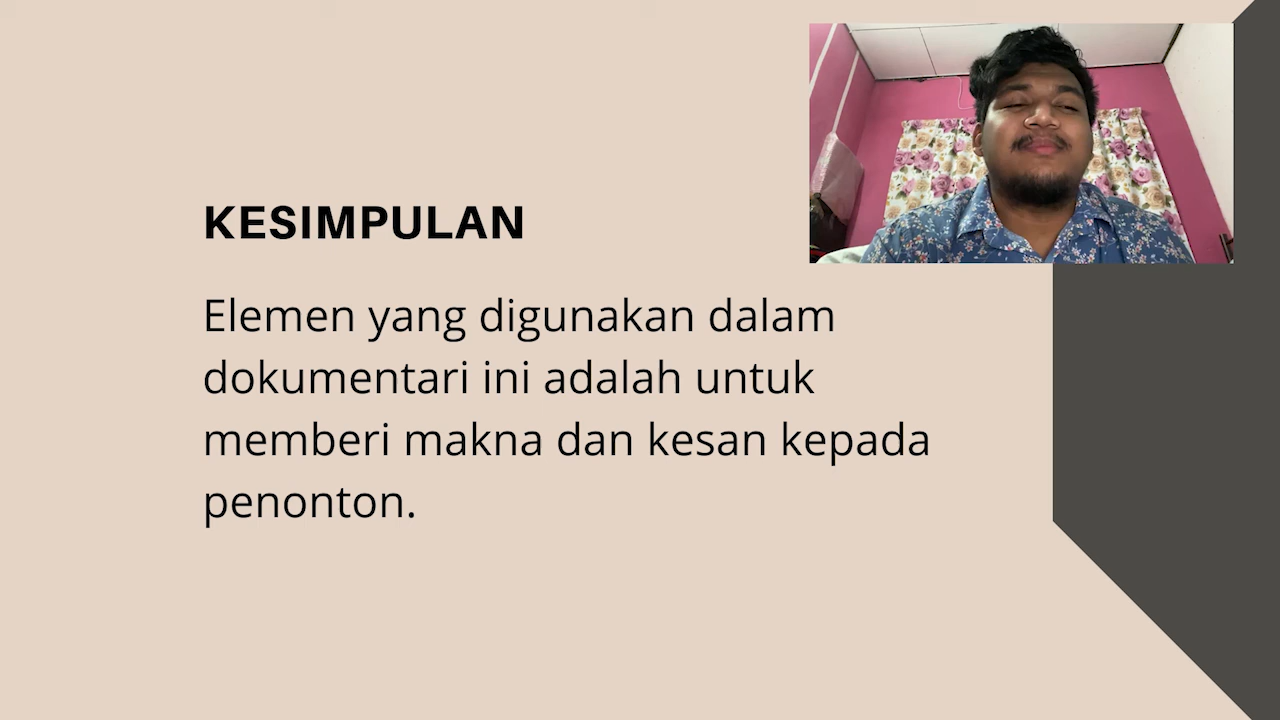 KESIMPULAN
Elemen yang digunakan dalam
dokumentari ini adalah untuk
memberi makna dan kesan kepada
penonton.